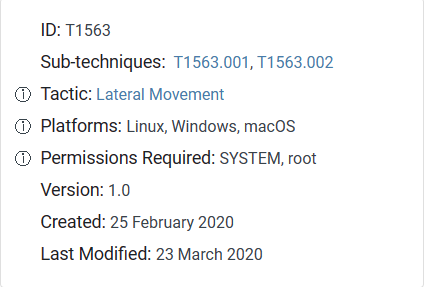 ID: T1563
Sub-techniques: T1563.001, T1563.002
Tactic: Lateral Movement
Platforms: Linux, Windows, macOS
Permissions Required: SYSTEM, root
Version: 1.0
Created: 25 February 2020
Last Modified: 23 March 2020